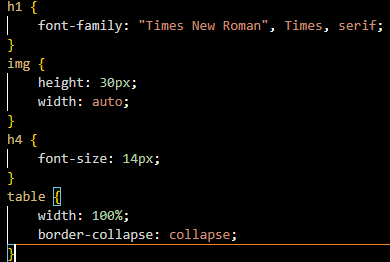 h1 {
    font-family: "Times New Roman", Times, serif;
}
img {
    height: 30px;
    width: auto;
}
h4 {
    font-size: 14px;
}
table {
    width: 100%;
    border-collapse: collapse;
}